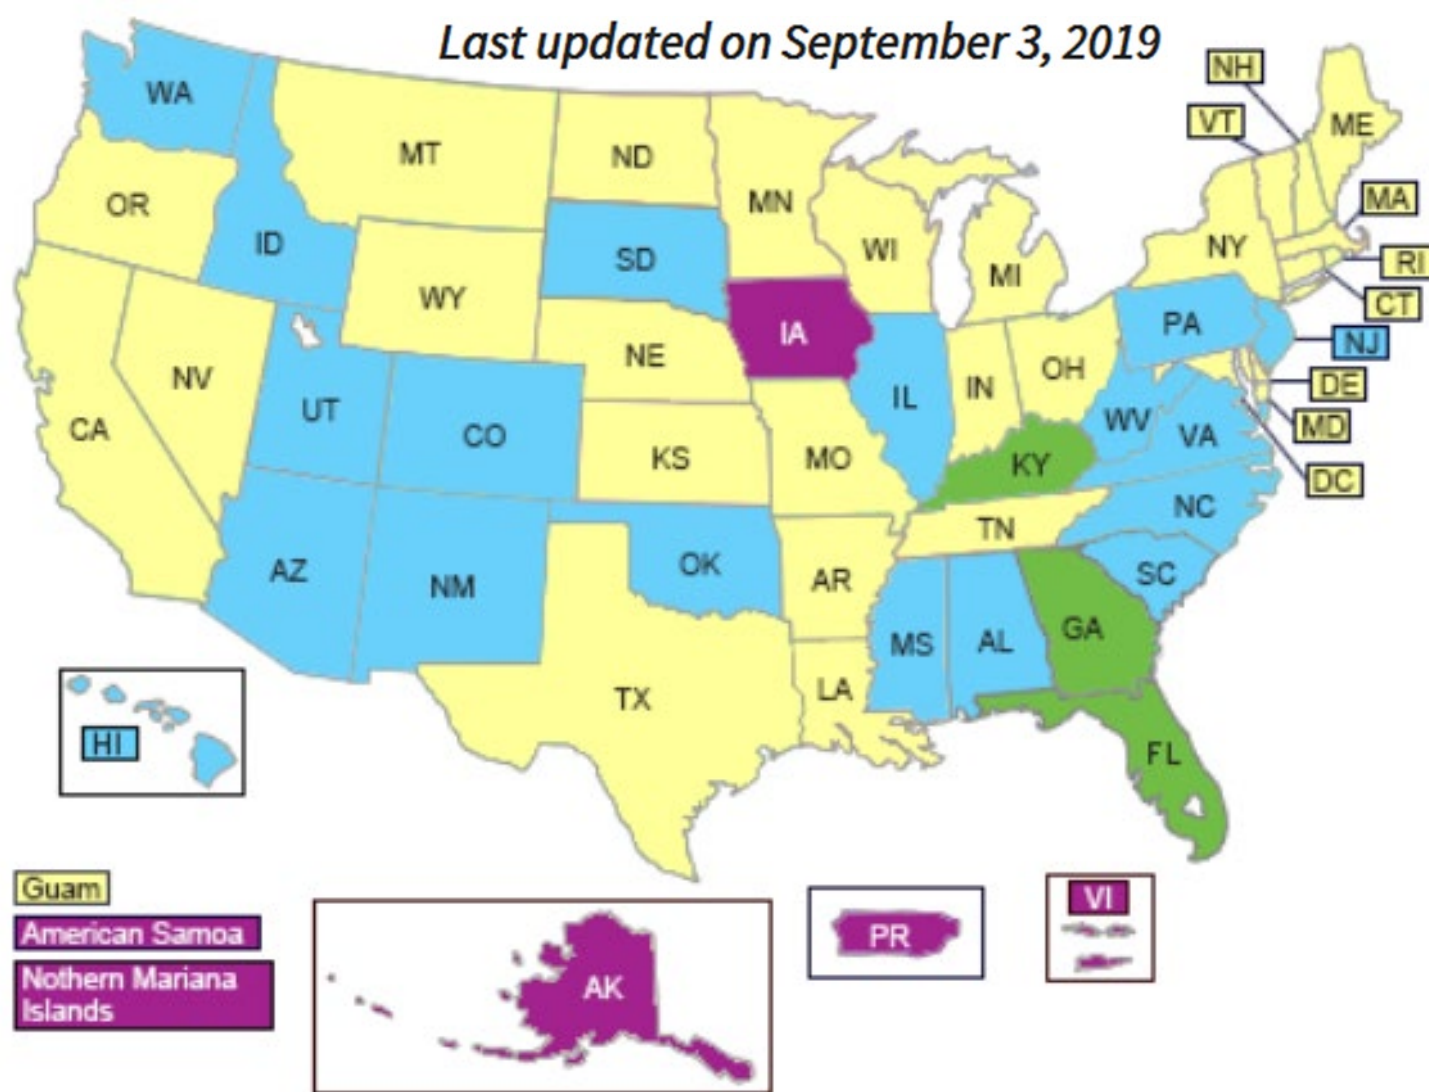 Last updated on September 3, 2019
NH
WA
VT
ME
MT
ND
MN
OR
MA
ID
SD
WI
NY
RI
MI
WY
CT
PA
IA
NJ
NE
OH
NV
IN
DE
IL
UT
WV
MD
CA
CO
VA
KS
MO
KY
DC
NC
TN
OK
AZ
AR
SC
NM
GA
MS
AL
LA
TX
HI
FL
Guam
VI
American Samoa
PR
Nothern Mariana
Islands
AK